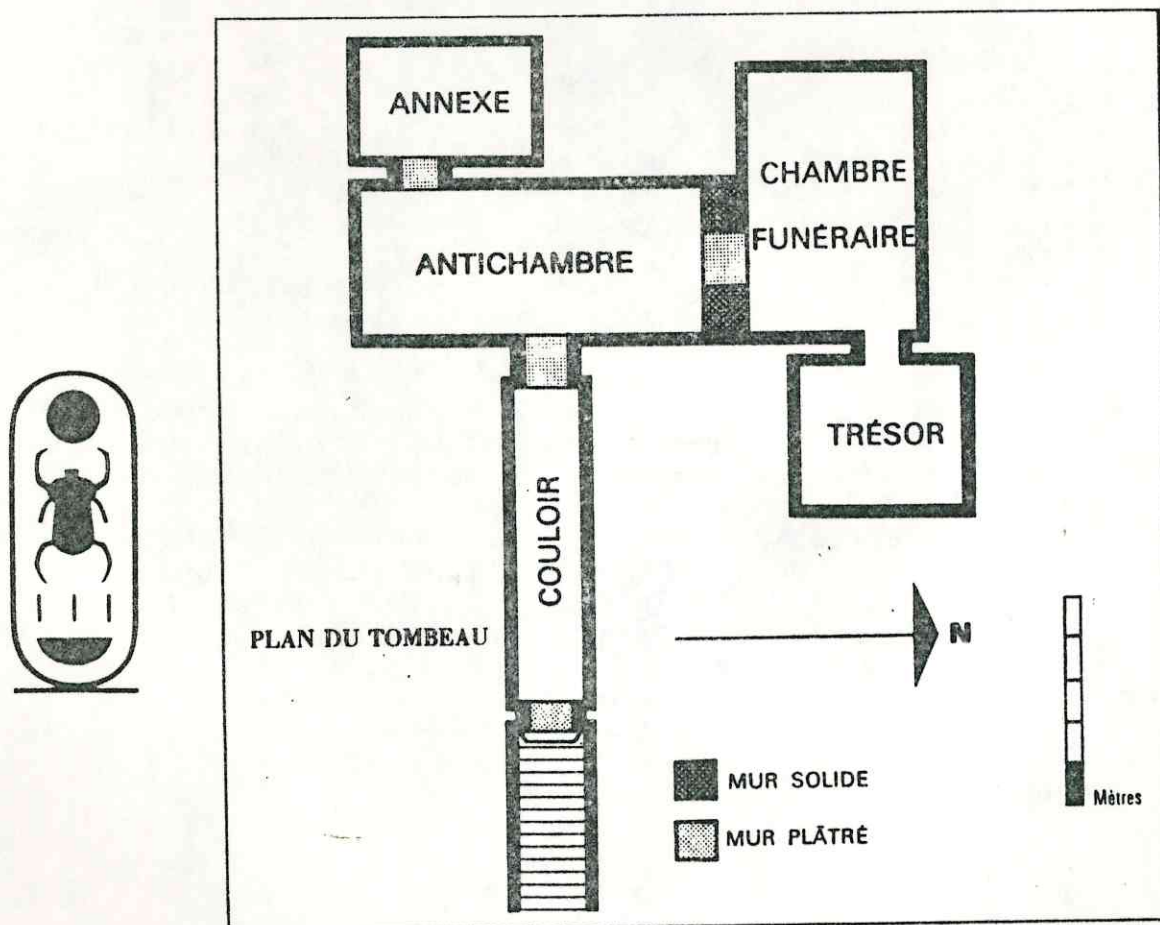 ANNEXE
CHAMBRE
FUNÉRAIRE
ANTICHAMBRE
TRÉSOR
COULOIR
PLAN DU TOMBEAU
N
MUR SOLIDE
Mètres
MUR PLÂTRÉ